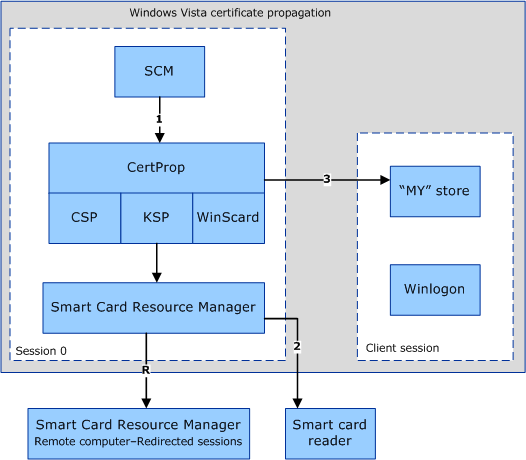 Windows Vista certificate propagation
SCM
1
CertProp
CSP
KSP
WinScard
3
“MY” store
Winlogon
Smart Card Resource Manager
2
Session 0
Client session
R
Smart Card Resource Manager
Remote computer–Redirected sessions
Smart card
reader